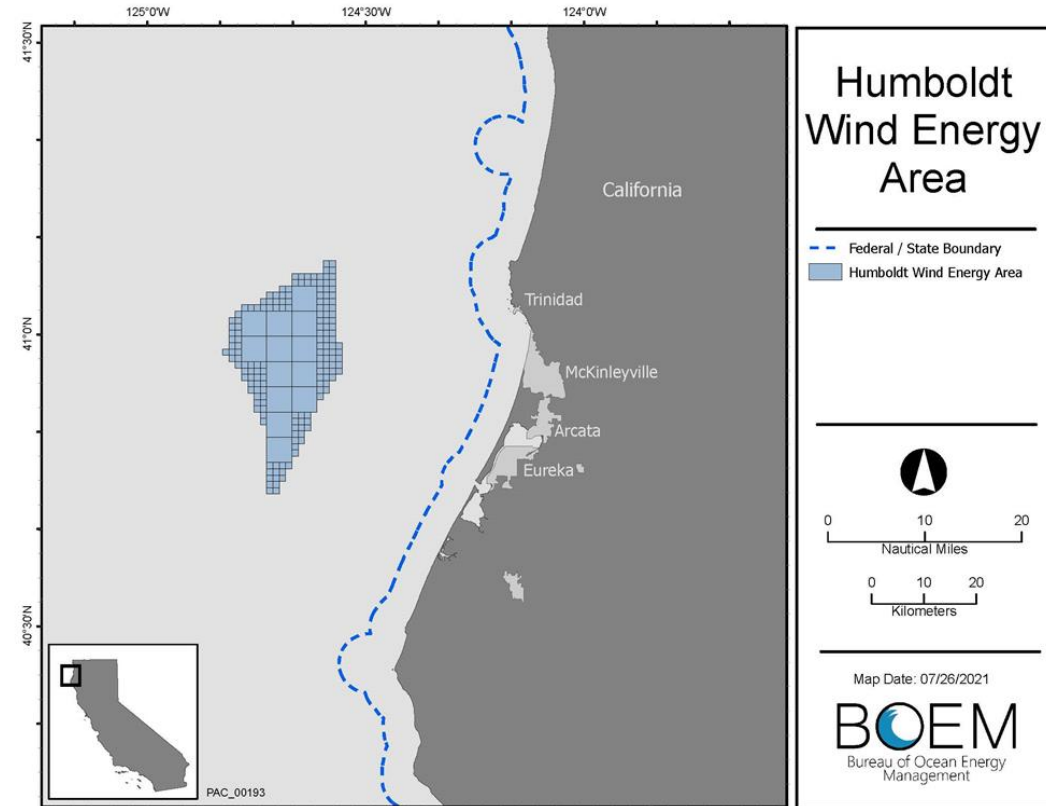 125°0'W
124°30'W
124°0'W
41°30'N
41°0'N
40°30'N
California
Trinidad
McKinleyville
Arcata
Eureka
PAC_00193
Humboldt
Wind Energy
Area
Federal / State Boundary
Humboldt Wind Energy Area
0 10 20
Nautical Miles
0 10 20
Kilometers
Map Date: 07/26/2021
BOEM
Bureau of Ocean Energy
Management